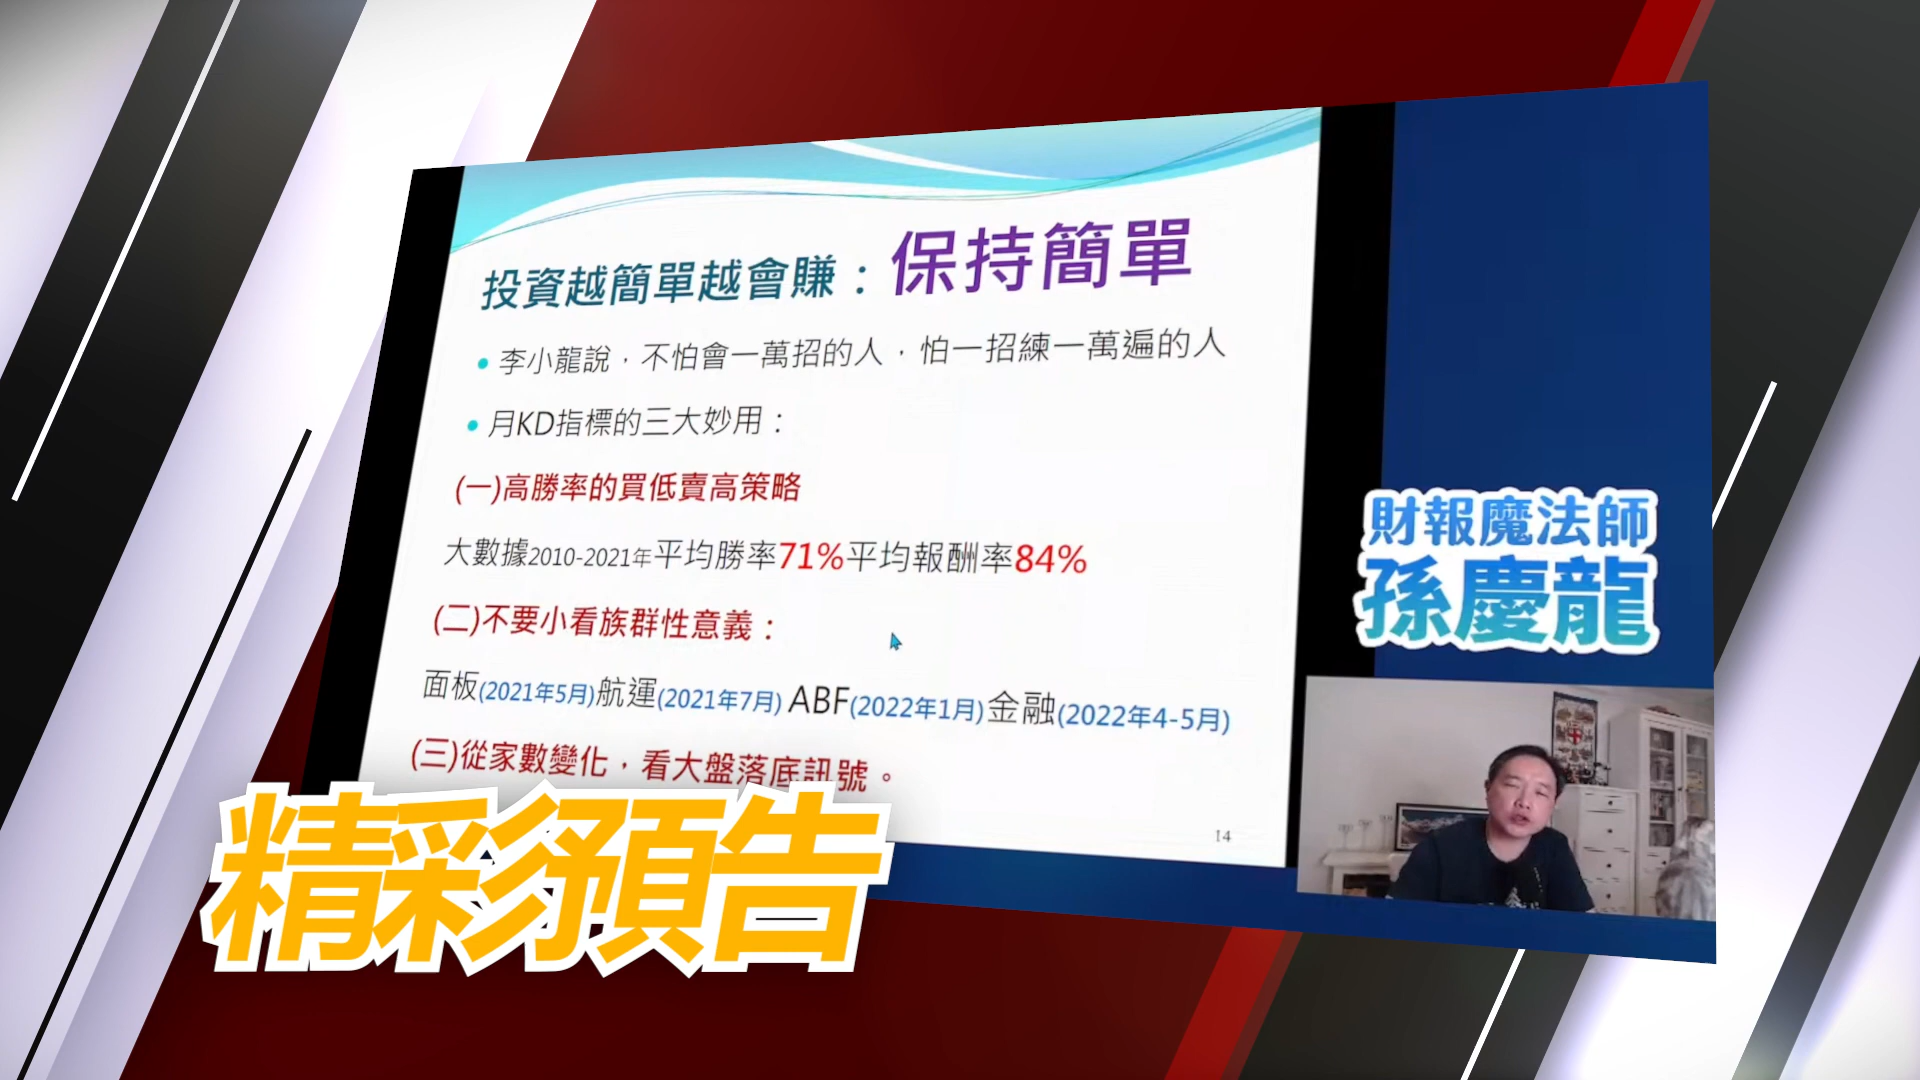 投資越簡單越會賺：保持簡單
李小龍說，不怕會一萬招的人，怕一招練一萬遍的人
月KD指標的三大妙用：
(一)高勝率的買低賣高策略
大數據2010-2021年平均勝率71%平均報酬率84%
(二)不要小看族群性意義：
面板(2021年5月)航運(2021年7月) ABF(2022年1月)金融(2022年4-5月)
(三)從家數變化，看大盤落底訊號。
14
財報魔法師
孫慶龍
精彩預告